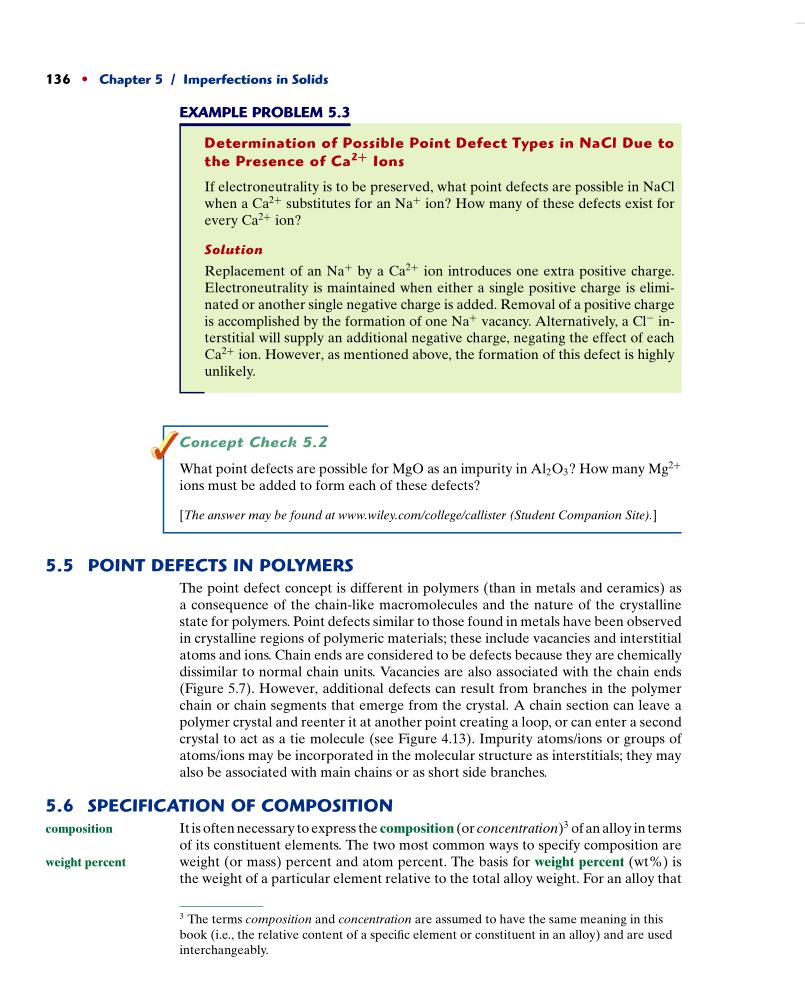 136 • Chapter 5 / Imperfections in Solids
EXAMPLE PROBLEM 5.3
Determination of Possible Point Defect Types in NaCl Due to
the Presence of Ca²⁺ Ions
If electroneutrality is to be preserved, what point defects are possible in NaCl
when a Ca²⁺ substitutes for an Na⁺ ion? How many of these defects exist for
every Ca²⁺ ion?
Solution
Replacement of an Na⁺ by a Ca²⁺ ion introduces one extra positive charge.
Electroneutrality is maintained when either a single positive charge is elimi-
nated or another single negative charge is added. Removal of a positive charge
is accomplished by the formation of one Na⁺ vacancy. Alternatively, a Cl⁻ in-
terstitial will supply an additional negative charge, negating the effect of each
Ca²⁺ ion. However, as mentioned above, the formation of this defect is highly
unlikely.
Concept Check 5.2
What point defects are possible for MgO as an impurity in Al₂O₃? How many Mg²⁺
ions must be added to form each of these defects?
[The answer may be found at www.wiley.com/college/callister (Student Companion Site).]
5.5 POINT DEFECTS IN POLYMERS
The point defect concept is different in polymers (than in metals and ceramics) as
a consequence of the chain-like macromolecules and the nature of the crystalline
state for polymers. Point defects similar to those found in metals have been observed
in crystalline regions of polymeric materials; these include vacancies and interstitial
atoms and ions. Chain ends are considered to be defects because they are chemically
dissimilar to normal chain units. Vacancies are also associated with the chain ends
(Figure 5.7). However, additional defects can result from branches in the polymer
chain or chain segments that emerge from the crystal. A chain section can leave a
polymer crystal and reenter it at another point creating a loop, or can enter a second
crystal to act as a tie molecule (see Figure 4.13). Impurity atoms/ions or groups of
atoms/ions may be incorporated in the molecular structure as interstitials; they may
also be associated with main chains or as short side branches.
5.6 SPECIFICATION OF COMPOSITION
composition
It is often necessary to express the composition (or concentration)³ of an alloy in terms
of its constituent elements. The two most common ways to specify composition are
weight percent
weight (or mass) percent and atom percent. The basis for weight percent (wt%) is
the weight of a particular element relative to the total alloy weight. For an alloy that
³ The terms composition and concentration are assumed to have the same meaning in this
book (i.e., the relative content of a specific element or constituent in an alloy) and are used
interchangeably.